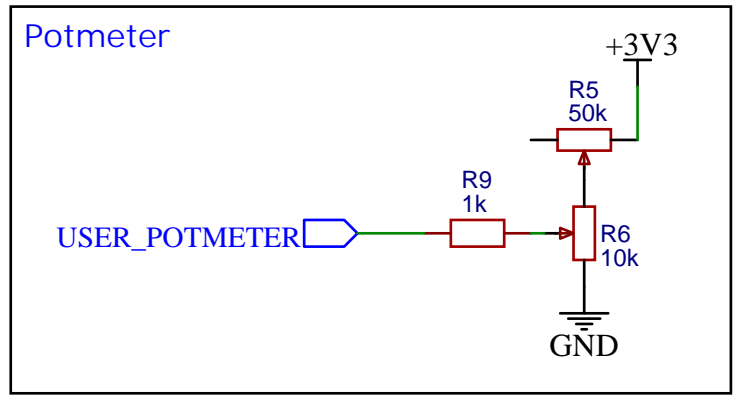 Potmeter
+3V3
R5
50k
R9
1k
USER_POTMETER
R6
10k
GND